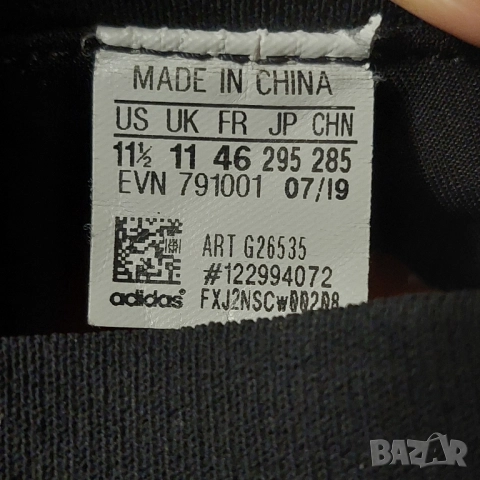 MADE IN CHINA
US UK FR JP CHN
11½ 11 46 295 285
EVN 791001 07/19
ART G26535
#122994072
adidas FXJ2NSCW00208
BAZAR